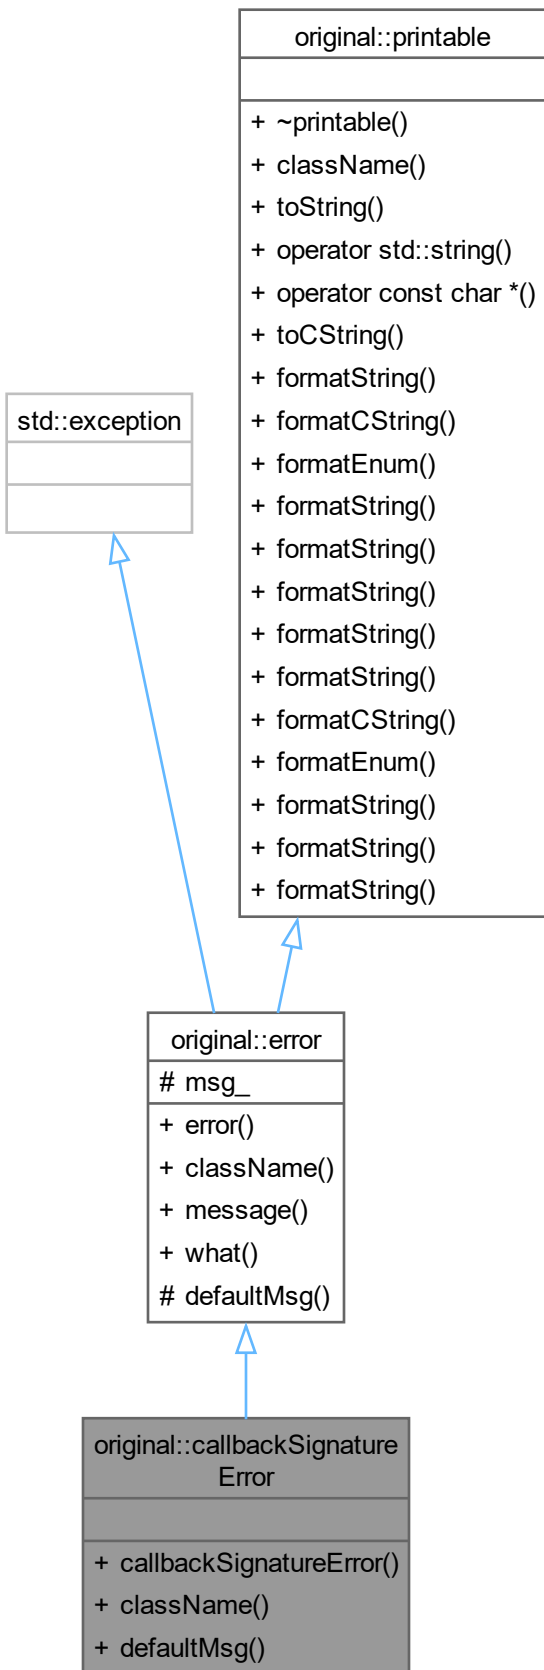 original::printable
+ ~printable()
+ className()
+ toString()
+ operator std::string()
+ operator const char *()
+ toCString()
+ formatString()
+ formatCString()
+ formatEnum()
+ formatString()
+ formatString()
+ formatString()
+ formatString()
+ formatString()
+ formatCString()
+ formatEnum()
+ formatString()
+ formatString()
+ formatString()
std::exception
original::error
# msg_
+ error()
+ className()
+ message()
+ what()
# defaultMsg()
original::callbackSignature
Error
+ callbackSignatureError()
+ className()
+ defaultMsg()